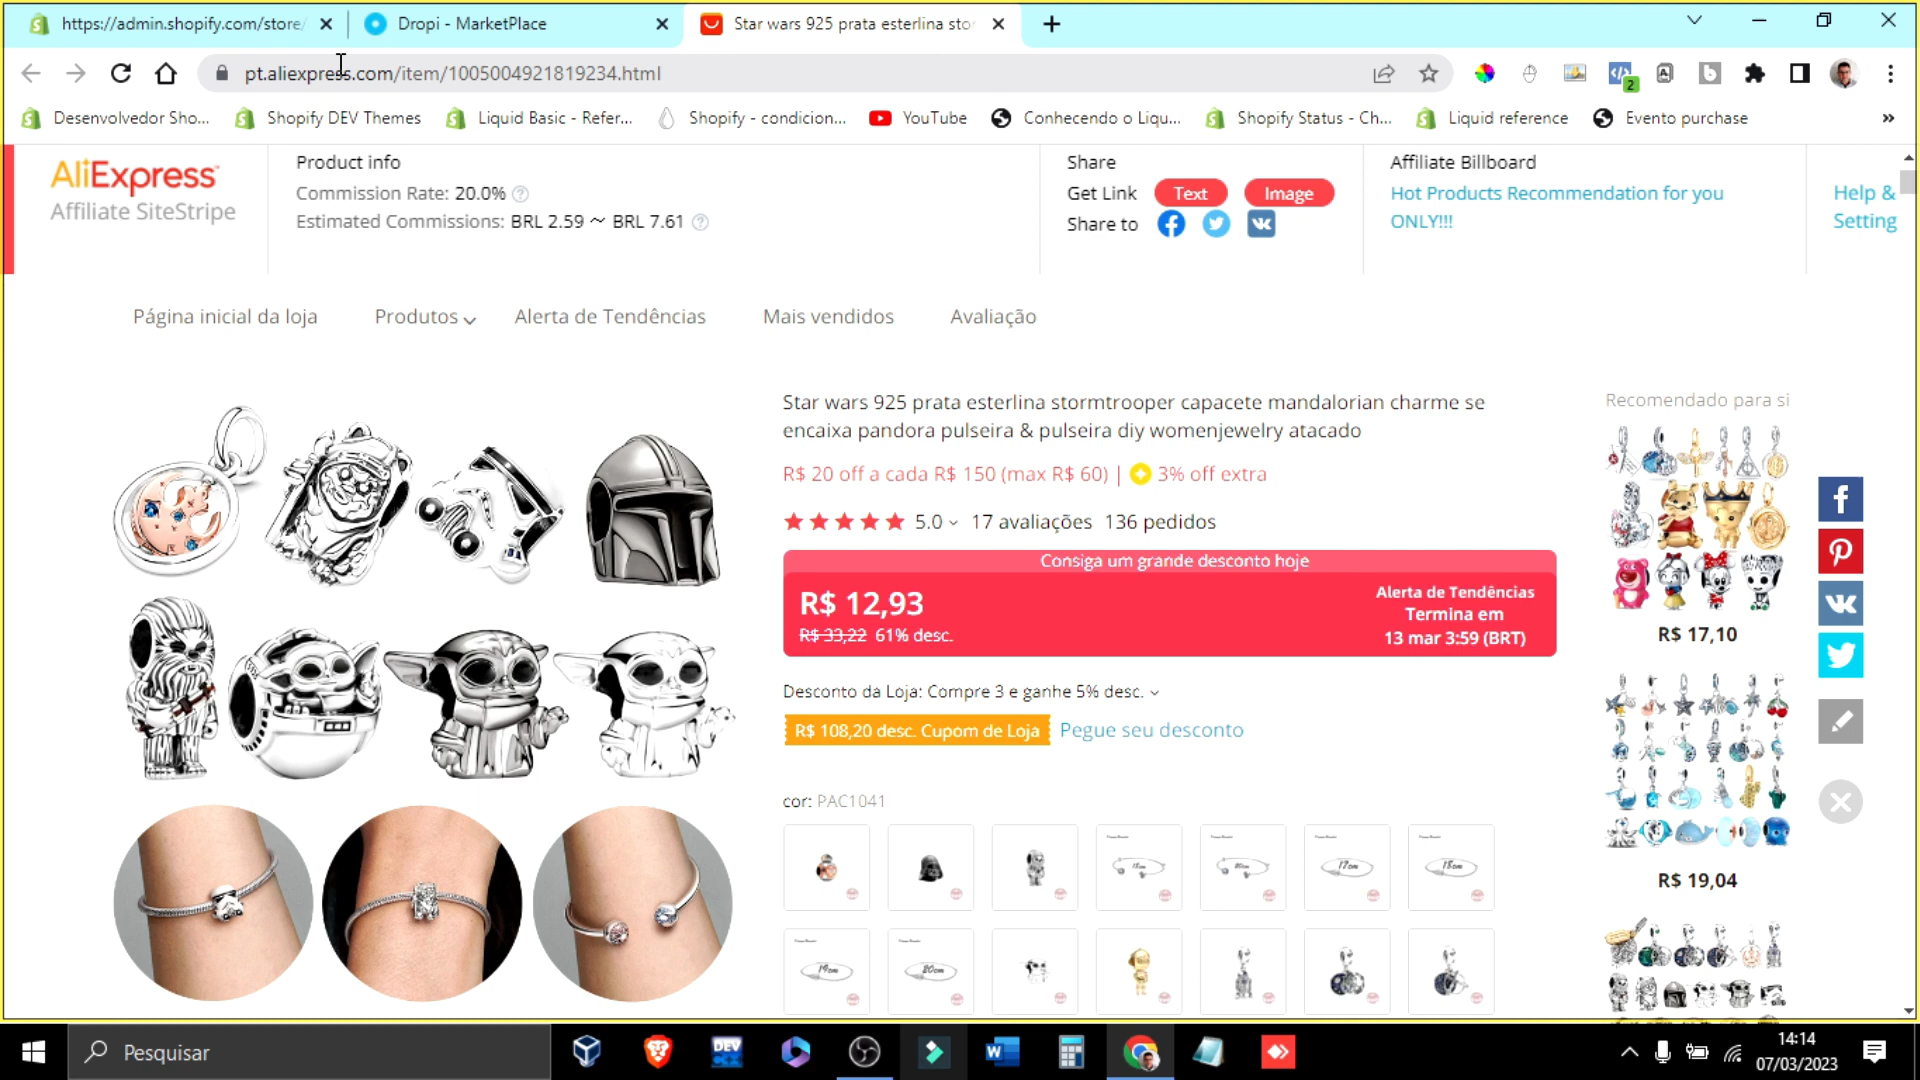 https://admin.shopify.com/store/
Dropi - MarketPlace
Star wars 925 prata esterlina sto
pt.aliexpress.com/item/1005004921819234.html
2
Desenvolvedor Sho...
Shopify DEV Themes
Liquid Basic - Refer...
Shopify - condicion...
YouTube
Conhecendo o Liqu...
Shopify Status - Ch...
Liquid reference
Evento purchase
»
AliExpress
Affiliate SiteStripe
Product info
Commission Rate: 20.0%
Estimated Commissions: BRL 2.59 ~ BRL 7.61
Share
Get Link Text Image
Share to
Affiliate Billboard
Hot Products Recommendation for you
ONLY!!!
Help &
Setting
Página inicial da loja
Produtos
Alerta de Tendências
Mais vendidos
Avaliação
Star wars 925 prata esterlina stormtrooper capacete mandalorian charme se
encaixa pandora pulseira & pulseira diy womenjewelry atacado
R$ 20 off a cada R$ 150 (max R$ 60) | 3% off extra
5.0 17 avaliações 136 pedidos
Consiga um grande desconto hoje
R$ 12,93
R$ 33,22 61% desc.
Alerta de Tendências
Termina em
13 mar 3:59 (BRT)
Desconto da Loja: Compre 3 e ganhe 5% desc.
R$ 108,20 desc. Cupom de Loja Pegue seu desconto
cor: PAC1041
17cm
18cm
19cm
20cm
Recomendado para si
R$ 17,10
R$ 19,04
Pesquisar
DEV
C++
14:14
07/03/2023